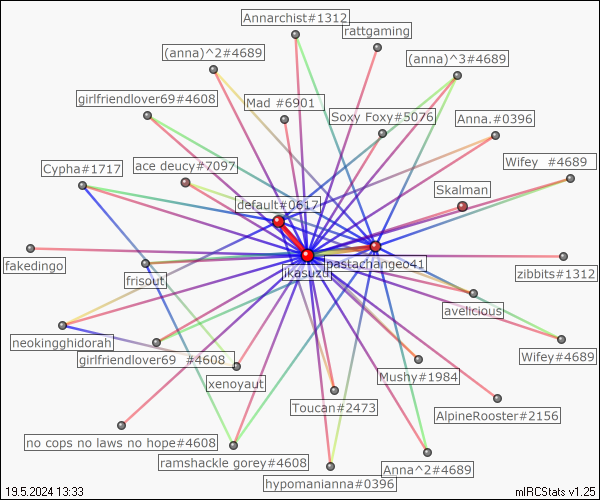 Annarchist#1312
rattgaming
(anna)^2#4689
(anna)^3#4689
girlfriendlover69#4608
Mad #6901
Soxy Foxy#5076
Anna.#0396
Cypha#1717
ace deucy#7097
Wifey #4689
Skalman
default#0617
fakedingo
frisout
jkasuzu
pastachangeo41
zibbits#1312
avelicious
neokingghidorah
girlfriendlover69 #4608
xenoyaut
Mushy#1984
Wifey#4689
Toucan#2473
AlpineRooster#2156
no cops no laws no hope#4608
ramshackle gorey#4608
Anna^2#4689
hypomanianna#0396
19.5.2024 13:33
mIRCStats v1.25